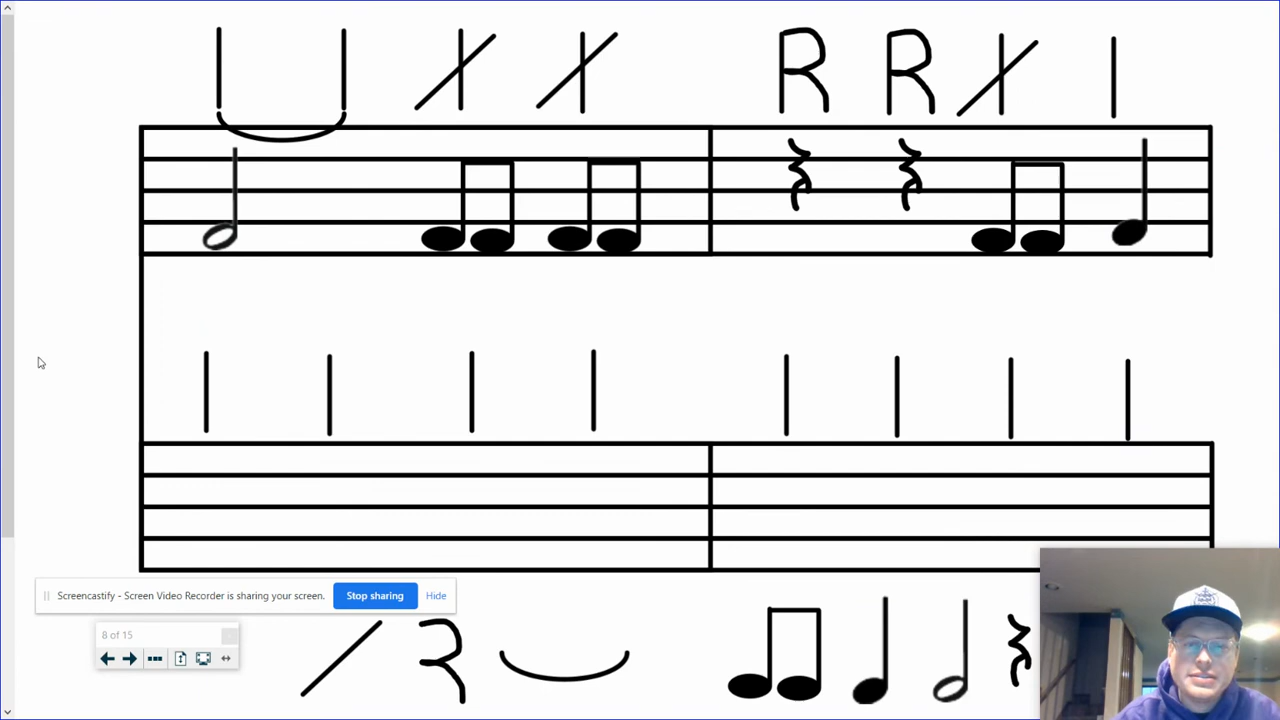 R R
Screencastify - Screen Video Recorder is sharing your screen. Stop sharing Hide
8 of 15